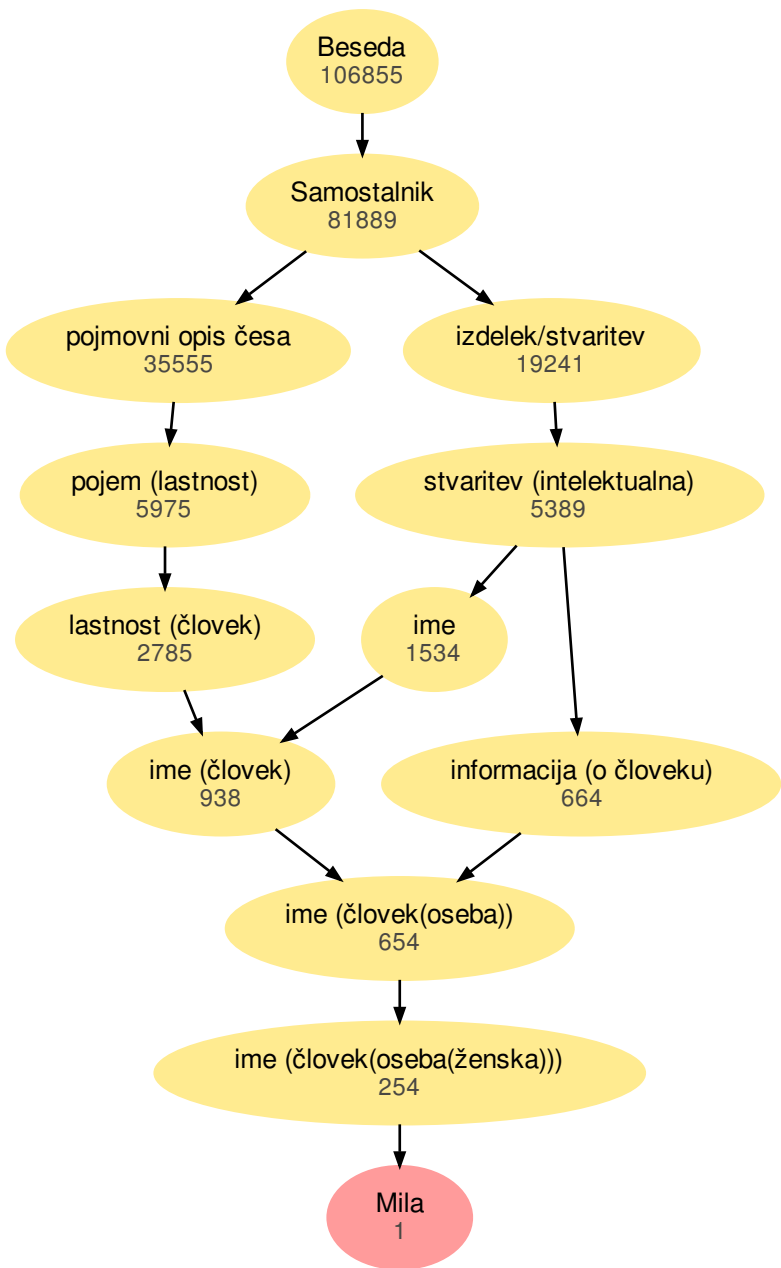 Beseda
106855
Samostalnik
81889
pojmovni opis česa
35555
izdelek/stvaritev
19241
pojem (lastnost)
5975
stvaritev (intelektualna)
5389
lastnost (človek)
2785
ime
1534
ime (človek)
938
informacija (o človeku)
664
ime (človek(oseba))
654
ime (človek(oseba(ženska)))
254
Mila
1